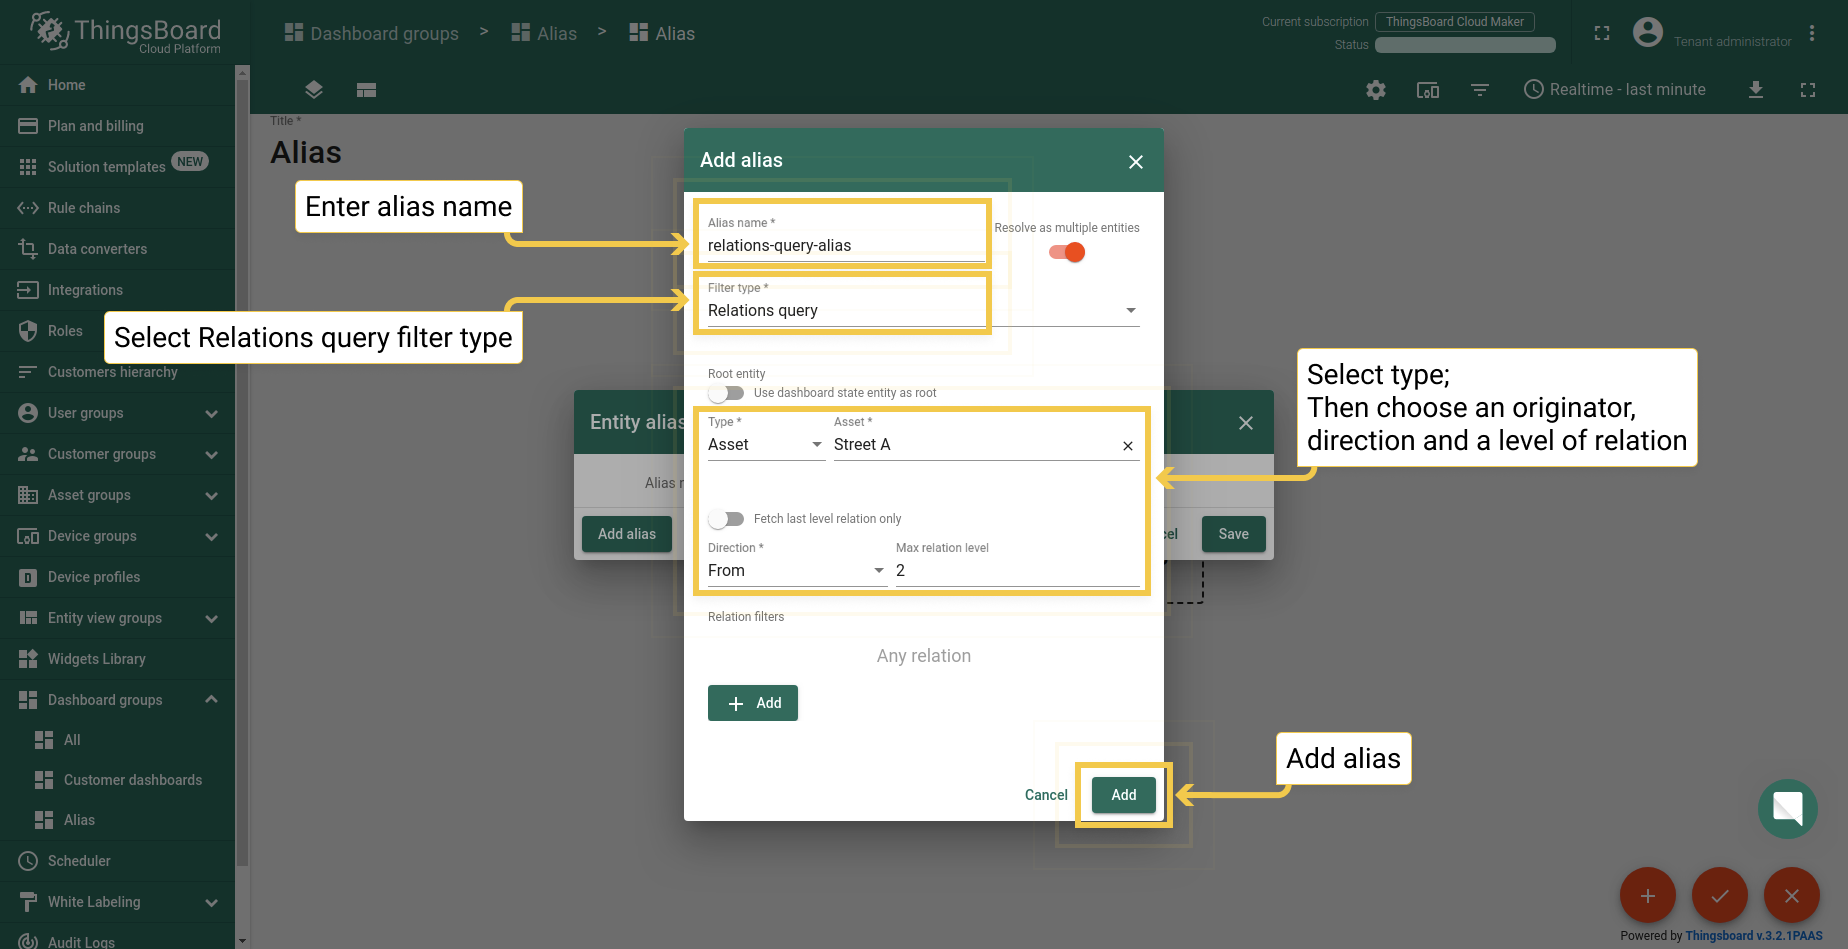 ThingsBoard
Cloud Platform
Dashboard groups > Alias > Alias
Current subscription ThingsBoard Cloud Maker
Status
Tenant administrator
Realtime - last minute
Home
Plan and billing
Solution templates NEW
Rule chains
Data converters
Integrations
Roles
Customers hierarchy
User groups
Customer groups
Asset groups
Device groups
Device profiles
Entity view groups
Widgets Library
Dashboard groups
All
Customer dashboards
Alias
Scheduler
White Labeling
Audit Logs
Title *
Alias
Enter alias name
Select Relations query filter type
Entity alias
Alias
Add alias
Save
Add alias
Alias name *
relations-query-alias
Resolve as multiple entities
Filter type *
Relations query
Root entity
Use dashboard state entity as root
Type *
Asset *
Asset
Street A
Fetch last level relation only
Direction *
Max relation level
From
2
Relation filters
Any relation
Add
Cancel
Add
Select type;
Then choose an originator,
direction and a level of relation
Add alias
Powered by Thingsboard v.3.2.1PAAS